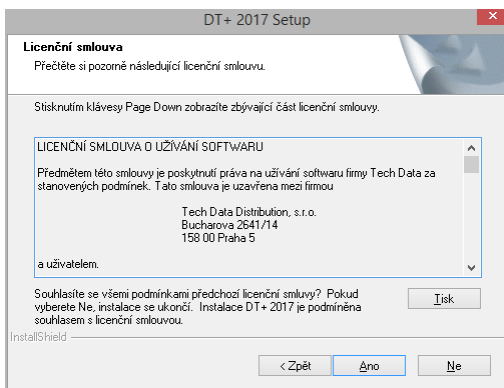 DT+ 2017 Setup
Licenční smlouva
Přečtěte si pozorně následující licenční smlouvu.
Stisknutím klávesy Page Down zobrazíte zbývající část licenční smlouvy.
LICENČNÍ SMLOUVA O UŽÍVÁNÍ SOFTWARU
Předmětem této smlouvy je poskytnutí práva na užívání softwaru firmy Tech Data za
stanovených podmínek. Tato smlouva je uzavřena mezi firmou
Tech Data Distribution, s.r.o.
Bucharova 2641/14
158 00 Praha 5
a uživatelem.
Souhlasíte se všemi podmínkami předchozí licenční smluvy? Pokud
vyberete Ne, instalace se ukončí. Instalace DT+ 2017 je podmíněna
souhlasem s licenční smlouvou.
Tisk
InstallShield
< Zpět
Ano
Ne